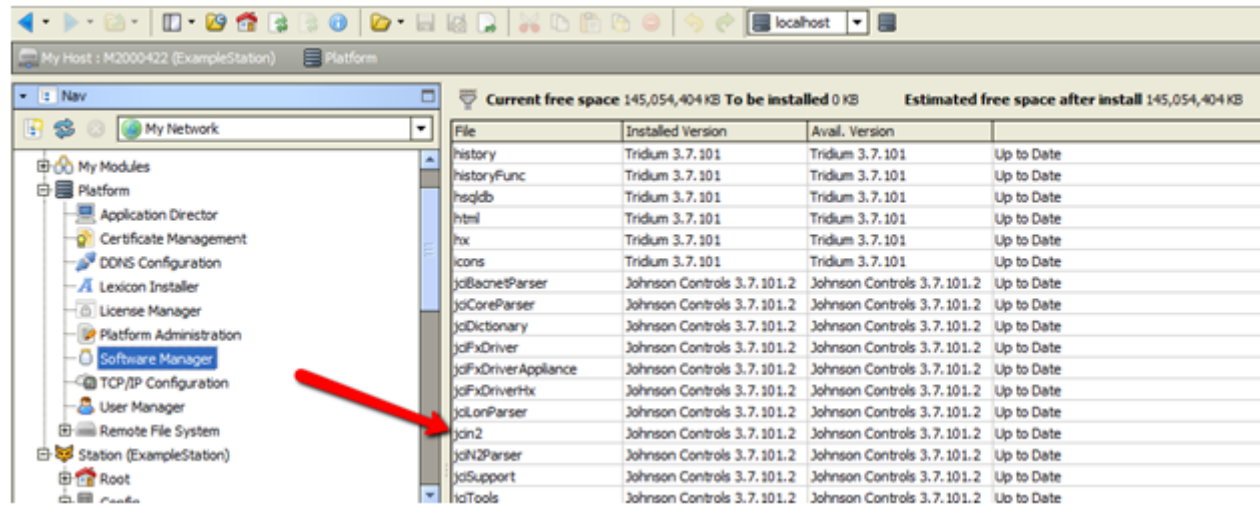 localhost
My Host : M2000422 (ExampleStation) Platform
Nav
My Network
My Modules
Platform
Application Director
Certificate Management
DDNS Configuration
Lexicon Installer
License Manager
Platform Administration
Software Manager
TCP/IP Configuration
User Manager
Remote File System
Station (ExampleStation)
Root
Config
Current free space 145,054,404 KB To be installed 0 KB Estimated free space after install 145,054,404 KB
File Installed Version Avail. Version
history Tridium 3.7.101 Tridium 3.7.101 Up to Date
historyFunc Tridium 3.7.101 Tridium 3.7.101 Up to Date
hsqldb Tridium 3.7.101 Tridium 3.7.101 Up to Date
html Tridium 3.7.101 Tridium 3.7.101 Up to Date
hx Tridium 3.7.101 Tridium 3.7.101 Up to Date
icons Tridium 3.7.101 Tridium 3.7.101 Up to Date
jciBacnetParser Johnson Controls 3.7.101.2 Johnson Controls 3.7.101.2 Up to Date
jciCoreParser Johnson Controls 3.7.101.2 Johnson Controls 3.7.101.2 Up to Date
jciDictionary Johnson Controls 3.7.101.2 Johnson Controls 3.7.101.2 Up to Date
jciFxDriver Johnson Controls 3.7.101.2 Johnson Controls 3.7.101.2 Up to Date
jciFxDriverAppliance Johnson Controls 3.7.101.2 Johnson Controls 3.7.101.2 Up to Date
jciFxDriverHx Johnson Controls 3.7.101.2 Johnson Controls 3.7.101.2 Up to Date
jciLonParser Johnson Controls 3.7.101.2 Johnson Controls 3.7.101.2 Up to Date
jcin2 Johnson Controls 3.7.101.2 Johnson Controls 3.7.101.2 Up to Date
jciN2Parser Johnson Controls 3.7.101.2 Johnson Controls 3.7.101.2 Up to Date
jciSupport Johnson Controls 3.7.101.2 Johnson Controls 3.7.101.2 Up to Date
jciTools Johnson Controls 3.7.101.2 Johnson Controls 3.7.101.2 Up to Date